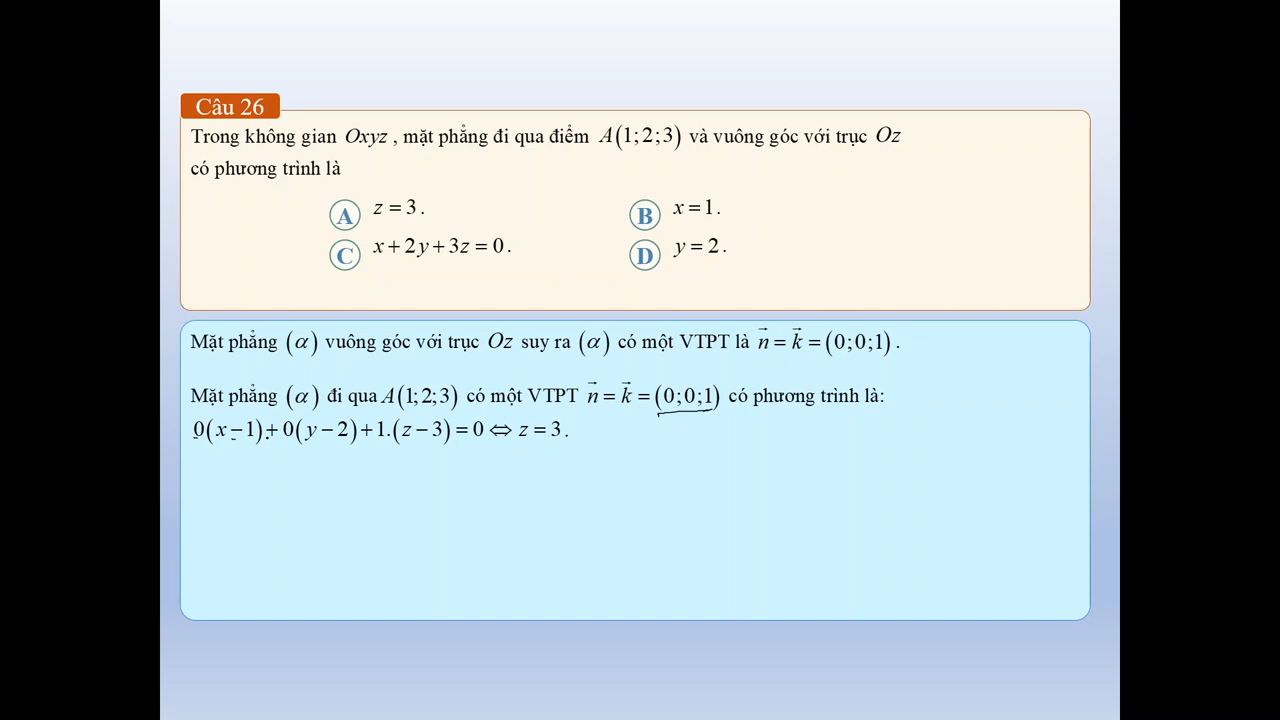 Câu 26
Trong không gian Oxyz , mặt phẳng đi qua điểm A(1;2;3) và vuông góc với trục Oz
có phương trình là
A z = 3 . B x = 1 .
C x + 2y + 3z = 0 . D y = 2 .
Mặt phẳng (α) vuông góc với trục Oz suy ra (α) có một VTPT là n⃗ = k⃗ = (0;0;1) .
Mặt phẳng (α) đi qua A(1;2;3) có một VTPT n⃗ = k⃗ = (0;0;1) có phương trình là:
0(x − 1) + 0(y − 2) + 1.(z − 3) = 0 ⇔ z = 3 .